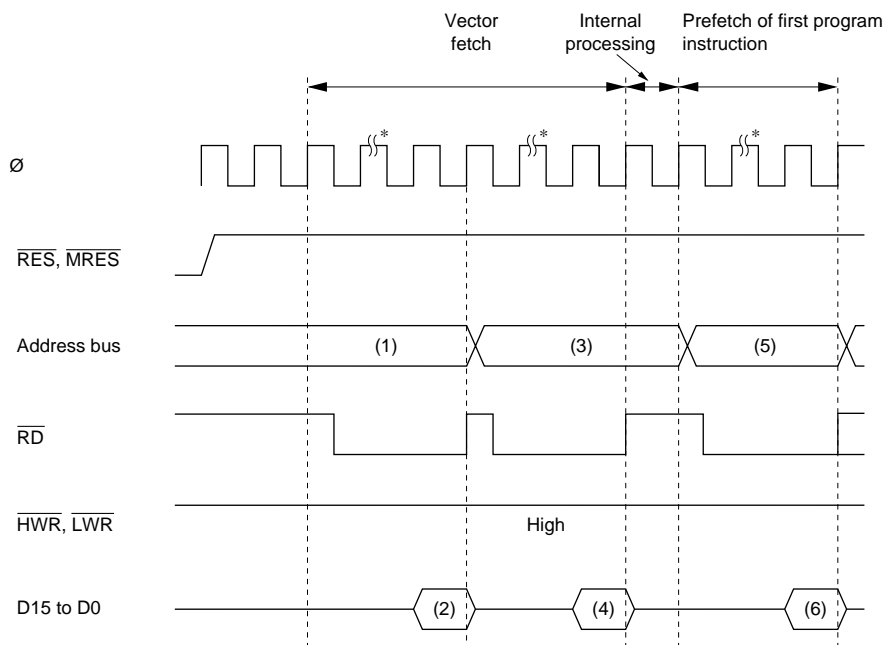 Vector fetch
Internal processing
Prefetch of first program instruction
*
*
*
Ø
RES, MRES
Address bus
(1)
(3)
(5)
RD
HWR, LWR
High
D15 to D0
(2)
(4)
(6)